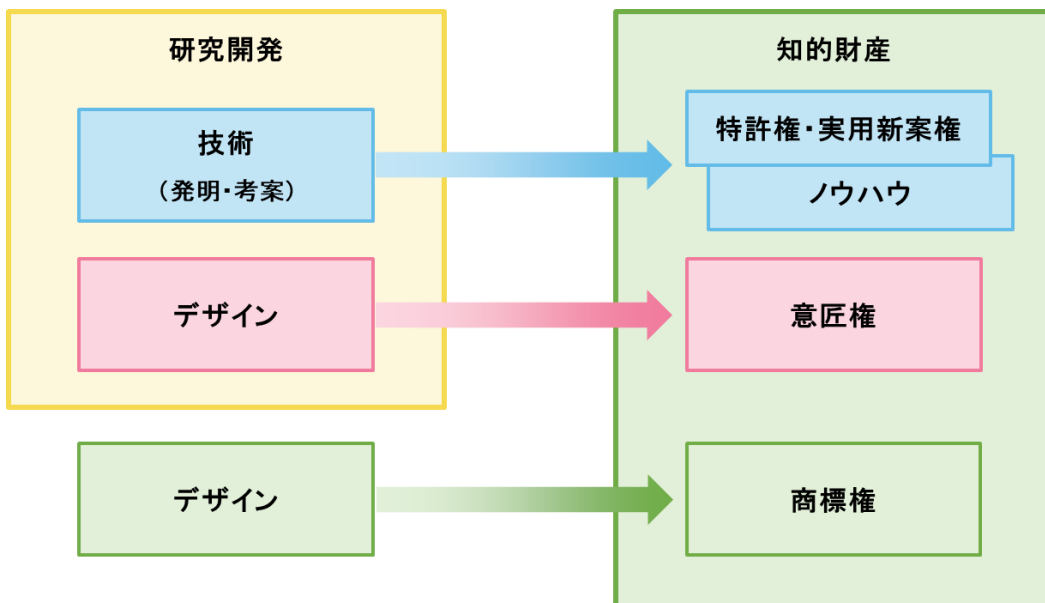 研究開発
技術
（発明・考案）
デザイン
デザイン
知的財産
特許権・実用新案権
ノウハウ
意匠権
商標権